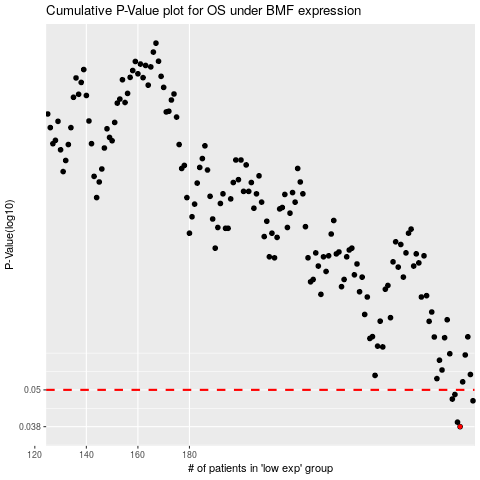 Cumulative P-Value plot for OS under BMF expression
P-Value(log10)
0.05
0.038
120 140 160 180
# of patients in 'low exp' group